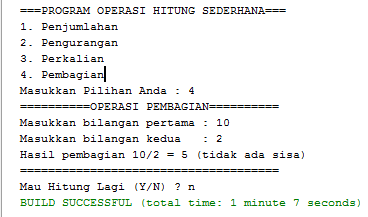 ===PROGRAM OPERASI HITUNG SEDERHANA===
1. Penjumlahan
2. Pengurangan
3. Perkalian
4. Pembagian
Masukkan Pilihan Anda : 4
==========OPERASI PEMBAGIAN==========
Masukkan bilangan pertama : 10
Masukkan bilangan kedua   : 2
Hasil pembagian 10/2 = 5 (tidak ada sisa)
=====================================
Mau Hitung Lagi (Y/N) ? n
BUILD SUCCESSFUL (total time: 1 minute 7 seconds)